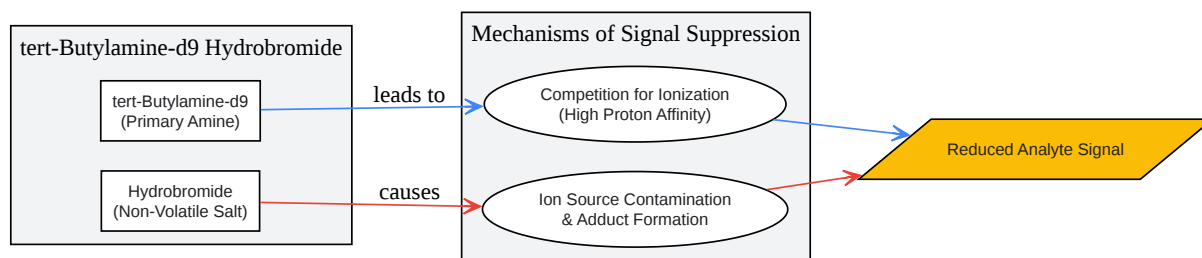 tert-Butylamine-d9 Hydrobromide
tert-Butylamine-d9
(Primary Amine)
Hydrobromide
(Non-Volatile Salt)
leads to
causes
Mechanisms of Signal Suppression
Competition for Ionization
(High Proton Affinity)
Ion Source Contamination
& Adduct Formation
Reduced Analyte Signal